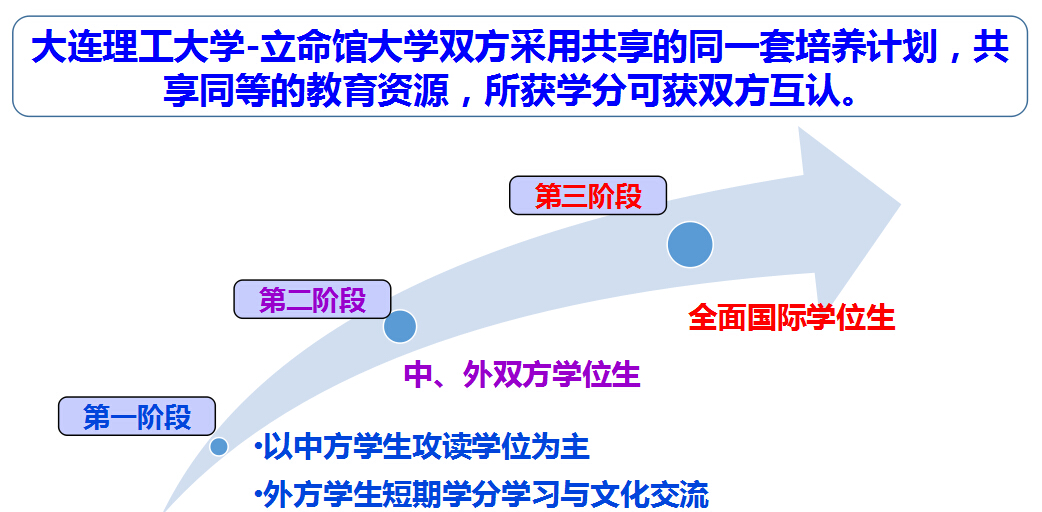 大连理工大学-立命馆大学双方采用共享的同一套培养计划，共
享同等的教育资源，所获学分可获双方互认。
第三阶段
第二阶段
全面国际学位生
中、外双方学位生
第一阶段
•以中方学生攻读学位为主
•外方学生短期学分学习与文化交流